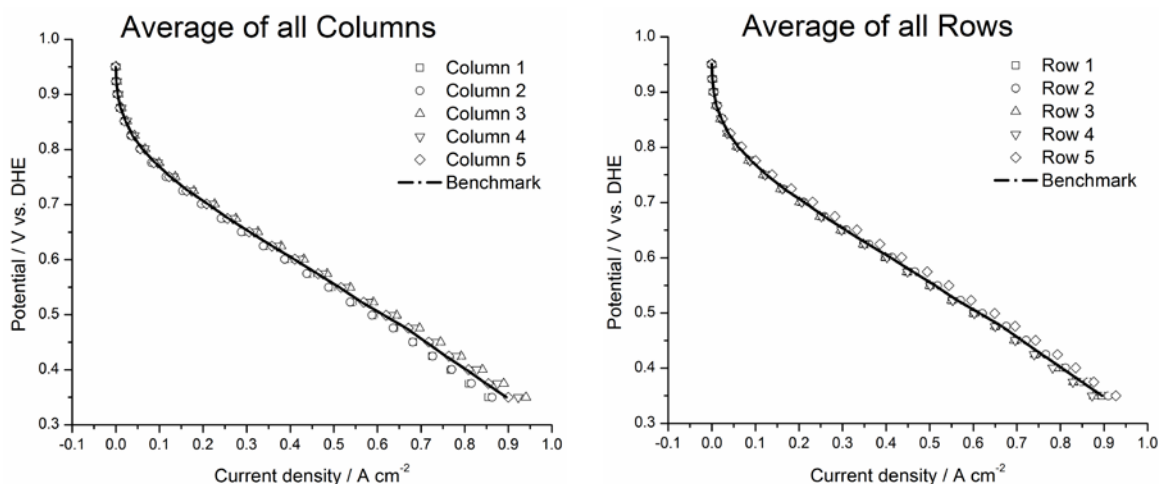 Average of all Columns
1.0
0.9
0.8
0.7
0.6
0.5
0.4
0.3
Potential / V vs. DHE
-0.1 0.0 0.1 0.2 0.3 0.4 0.5 0.6 0.7 0.8 0.9 1.0
Current density / A cm⁻²
Column 1
Column 2
Column 3
Column 4
Column 5
Benchmark
Average of all Rows
1.0
0.9
0.8
0.7
0.6
0.5
0.4
0.3
Potential / V vs. DHE
-0.1 0.0 0.1 0.2 0.3 0.4 0.5 0.6 0.7 0.8 0.9 1.0
Current density / A cm⁻²
Row 1
Row 2
Row 3
Row 4
Row 5
Benchmark